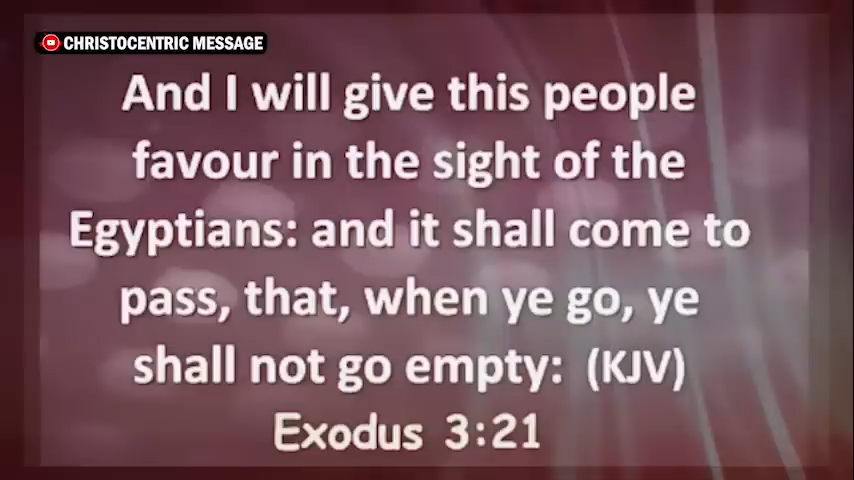 CHRISTOCENTRIC MESSAGE
And I will give this people
favour in the sight of the
Egyptians: and it shall come to
pass, that, when ye go, ye
shall not go empty: (KJV)
Exodus 3:21